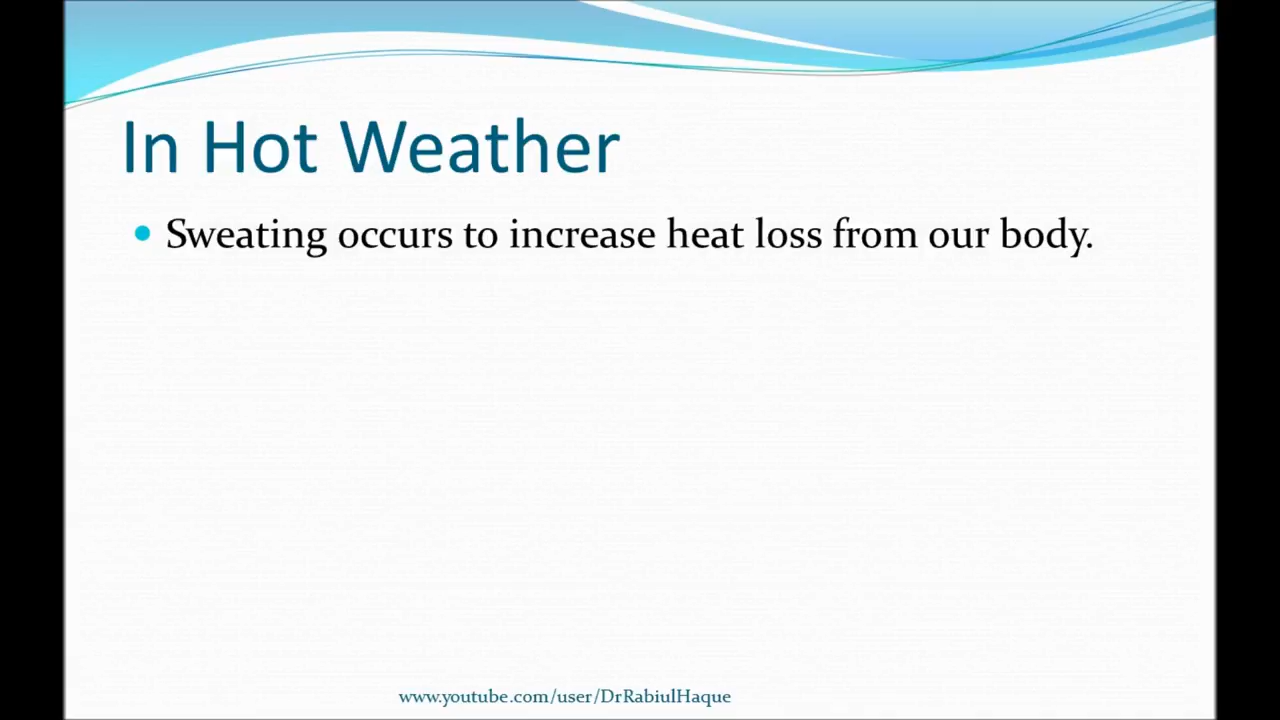 In Hot Weather
Sweating occurs to increase heat loss from our body.
www.youtube.com/user/DrRabiulHaque